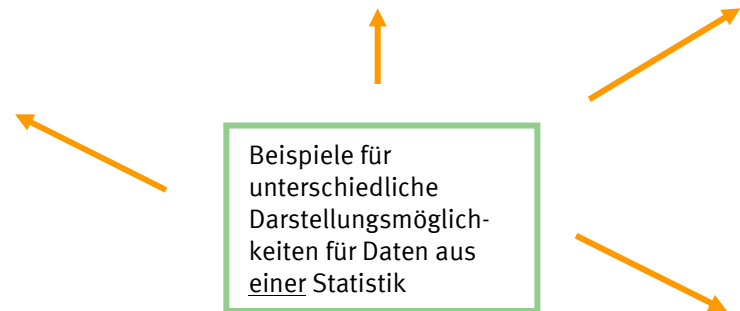 Beispiele für
unterschiedliche
Darstellungsmöglich-
keiten für Daten aus
einer Statistik